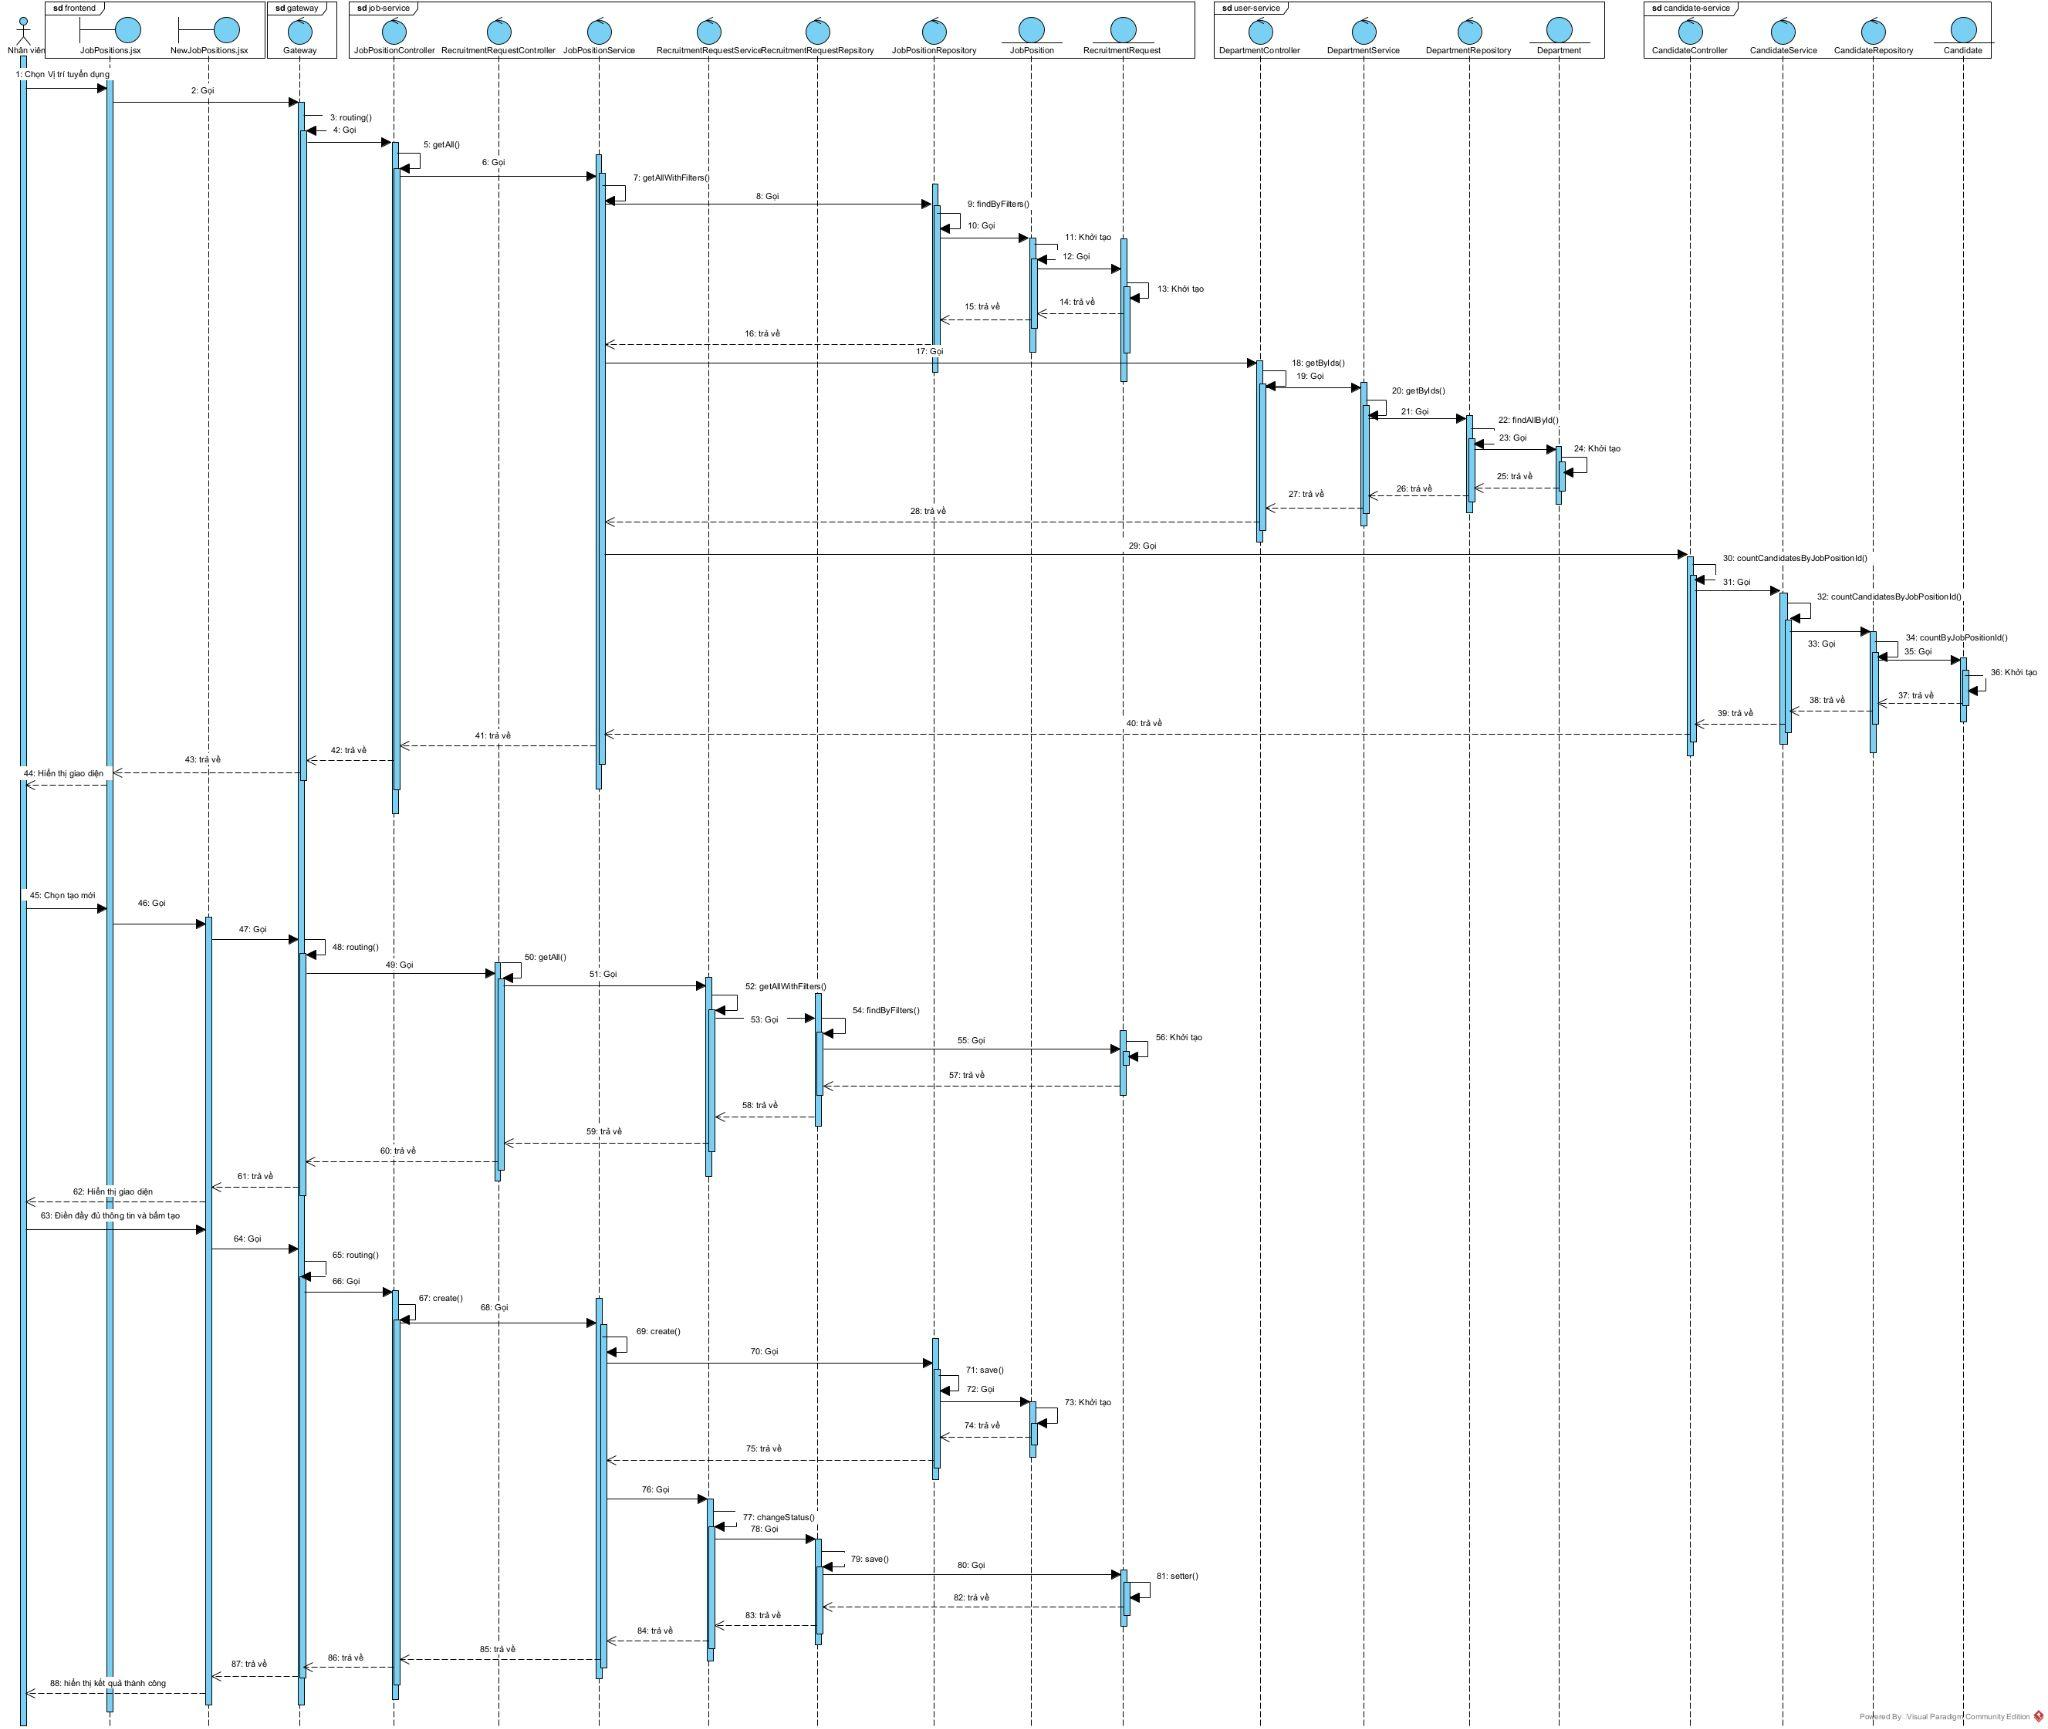 sd frontend
sd gateway
sd job-service
sd user-service
sd candidate-service
Nhân viên
JobPositions.jsx
NewJobPositions.jsx
Gateway
JobPositionController
RecruitmentRequestController
JobPositionService
RecruitmentRequestService
RecruitmentRequestRepsitory
JobPositionRepository
JobPosition
RecruitmentRequest
DepartmentController
DepartmentService
DepartmentRepository
Department
CandidateController
CandidateService
CandidateRepository
Candidate
1: Chọn Vị trí tuyển dụng
2: Gọi
3: routing()
4: Gọi
5: getAll()
6: Gọi
7: getAllWithFilters()
8: Gọi
9: findByFilters()
10: Gọi
11: Khởi tạo
12: Gọi
13: Khởi tạo
14: trả về
15: trả về
16: trả về
17: Gọi
18: getByIds()
19: Gọi
20: getByIds()
21: Gọi
22: findAllById()
23: Gọi
24: Khởi tạo
25: trả về
26: trả về
27: trả về
28: trả về
29: Gọi
30: countCandidatesByJobPositionId()
31: Gọi
32: countCandidatesByJobPositionId()
33: Gọi
34: countByJobPositionId()
35: Gọi
36: Khởi tạo
37: trả về
38: trả về
39: trả về
40: trả về
41: trả về
42: trả về
43: trả về
44: Hiển thị giao diện
45: Chọn tạo mới
46: Gọi
47: Gọi
48: routing()
49: Gọi
50: getAll()
51: Gọi
52: getAllWithFilters()
53: Gọi
54: findByFilters()
55: Gọi
56: Khởi tạo
57: trả về
58: trả về
59: trả về
60: trả về
61: trả về
62: Hiển thị giao diện
63: Điền đầy đủ thông tin và bấm tạo
64: Gọi
65: routing()
66: Gọi
67: create()
68: Gọi
69: create()
70: Gọi
71: save()
72: Gọi
73: Khởi tạo
74: trả về
75: trả về
76: Gọi
77: changeStatus()
78: Gọi
79: save()
80: Gọi
81: setter()
82: trả về
83: trả về
84: trả về
85: trả về
86: trả về
87: trả về
88: hiển thị kết quả thành công
Powered By Visual Paradigm Community Edition